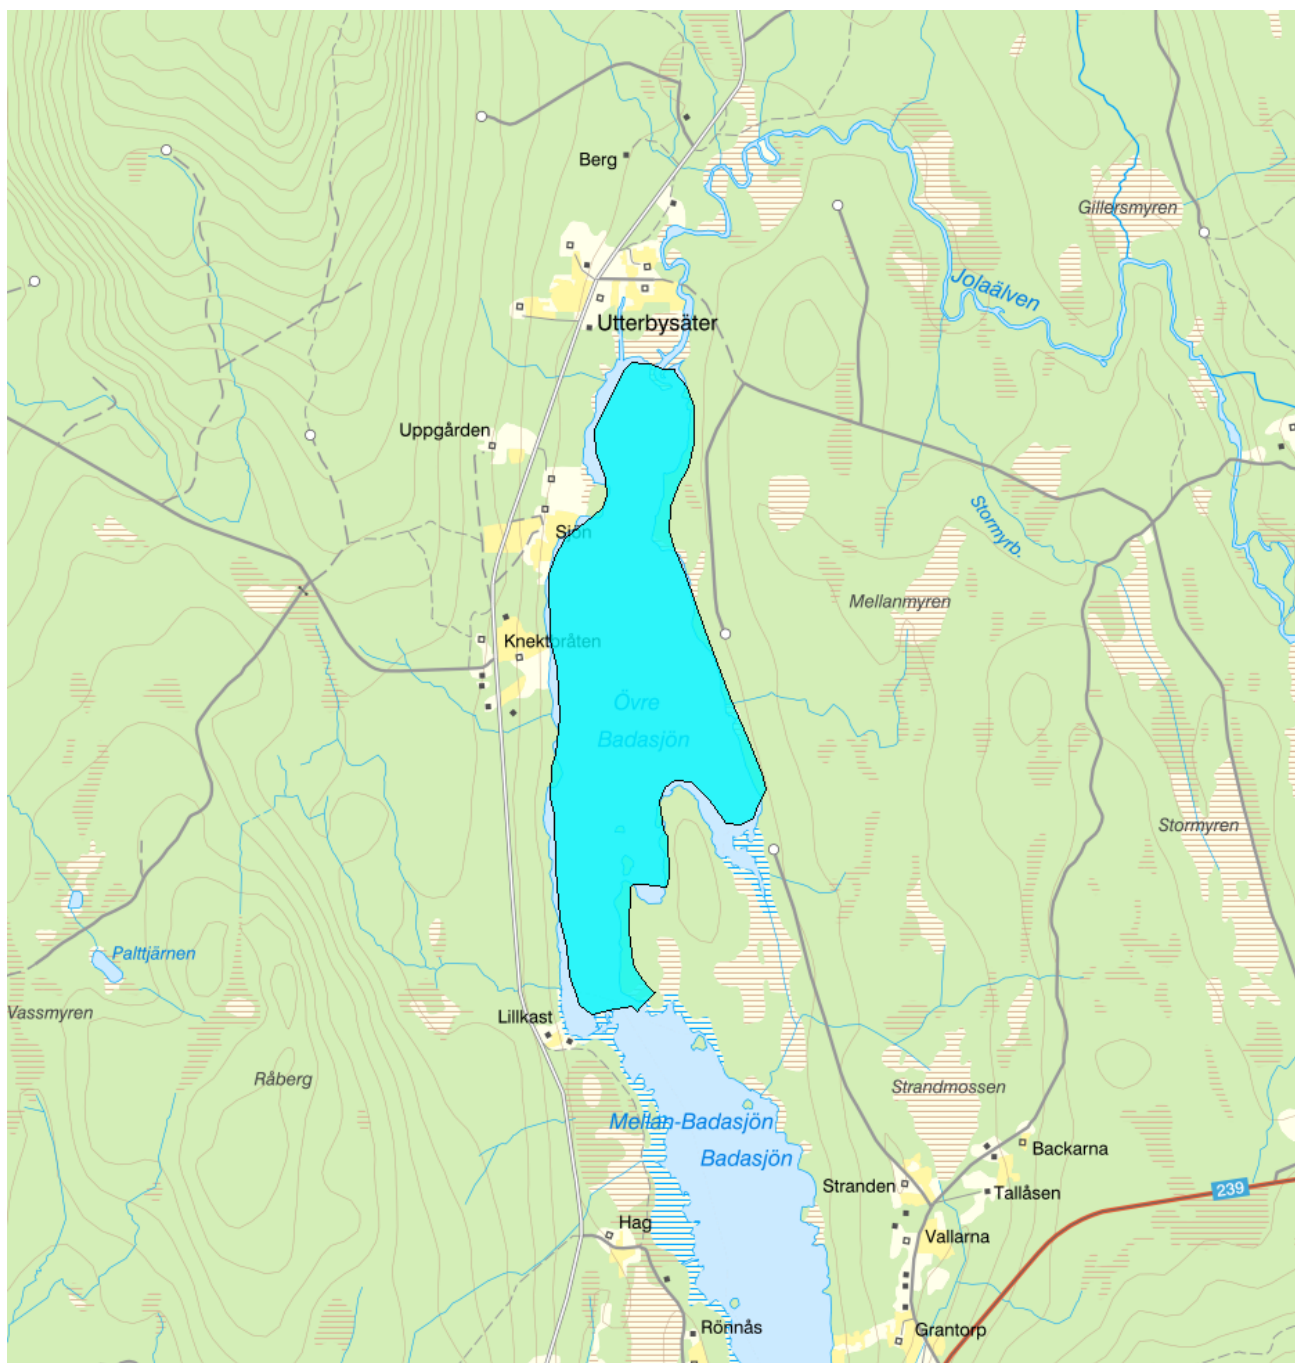 Berg
Gillersmyren
Jolaälven
Utterbysäter
Uppgården
Stormyrb.
Sjön
Mellanmyren
Knektbråten
Övre
Badasjön
Stormyren
Palttjärnen
Vassmyren
Lillkast
Råberg
Strandmossen
Mellan-Badasjön
Badasjön
Backarna
Stranden
Tallåsen
239
Hag
Vallarna
Rönnås
Grantorp